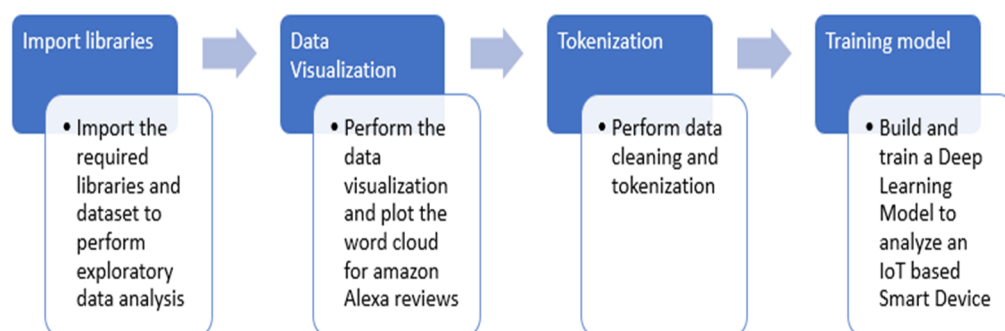 Import libraries
• Import the
required
libraries and
dataset to
perform
exploratory
data analysis
Data
Visualization
• Perform the
data
visualization
and plot the
word cloud
for amazon
Alexa reviews
Tokenization
• Perform data
cleaning and
tokenization
Training model
• Build and
train a Deep
Learning
Model to
analyze an
IoT based
Smart Device